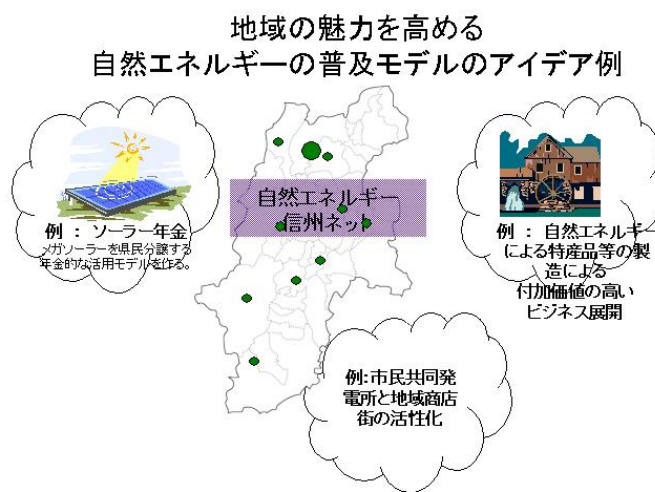 地域の魅力を高める
自然エネルギーの普及モデルのアイデア例
自然エネルギー
信州ネット
例 ： ソーラー年金
メガソーラーを県民分譲する
年金的な活用モデルを作る。
例 ： 自然エネルギー
による特産品等の製
造による
付加価値の高い
ビジネス展開
例：市民共同発
電所と地域商店
街の活性化